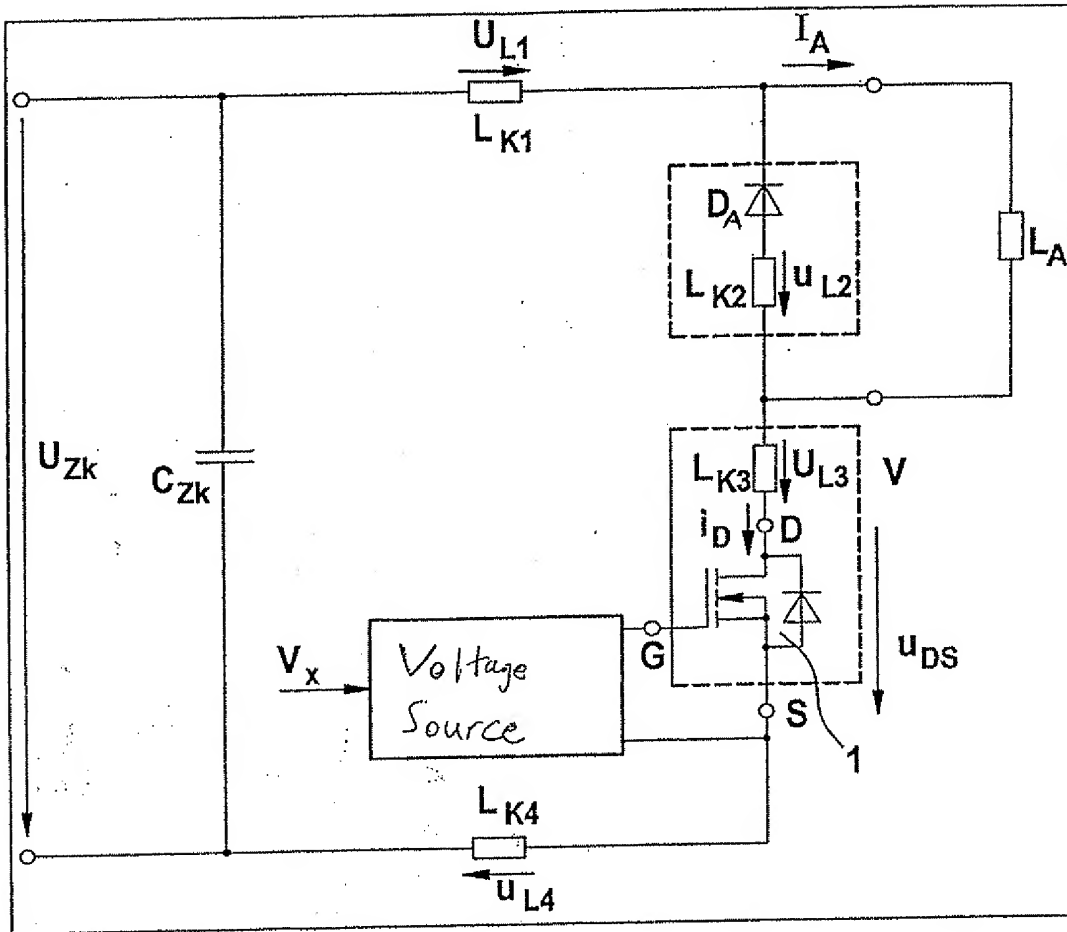 U_L1
I_A
L_K1
D_A
L_K2
u_L2
L_A
U_Zk
C_Zk
L_K3
U_L3
V
i_D
D
G
u_DS
V_x
Voltage
Source
S
1
L_K4
u_L4